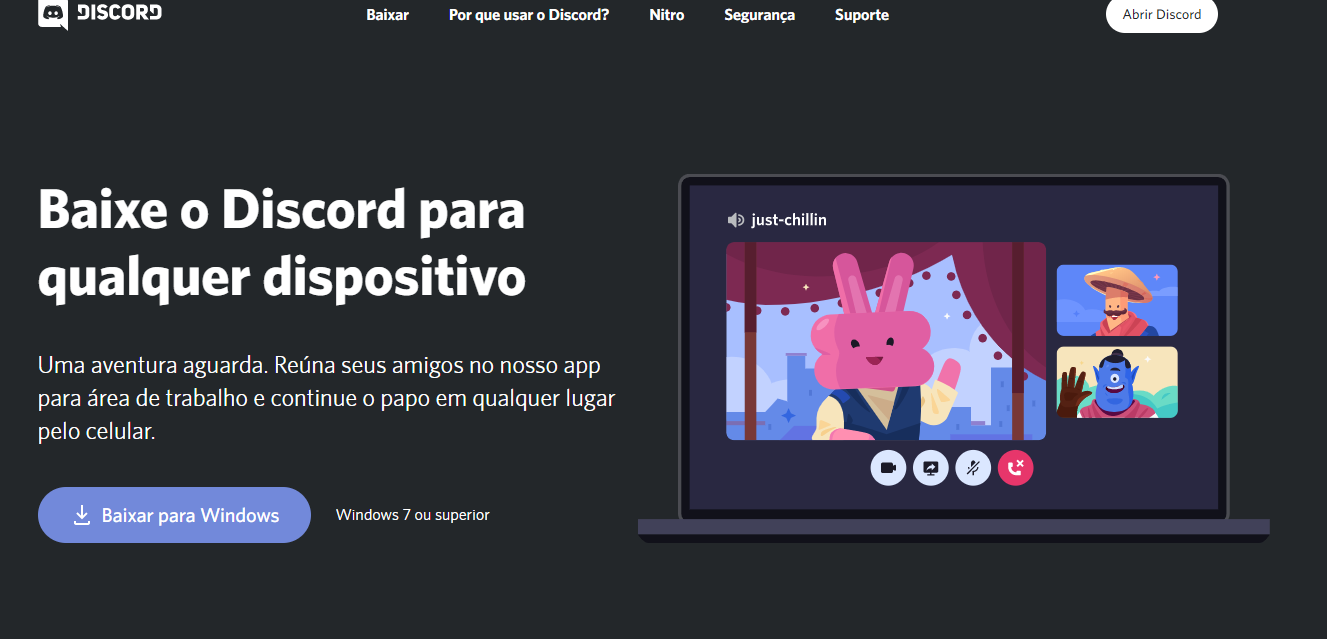 DISCORD
Baixar
Por que usar o Discord?
Nitro
Segurança
Suporte
Abrir Discord
Baixe o Discord para
qualquer dispositivo
Uma aventura aguarda. Reúna seus amigos no nosso app
para área de trabalho e continue o papo em qualquer lugar
pelo celular.
Baixar para Windows
Windows 7 ou superior
just-chillin